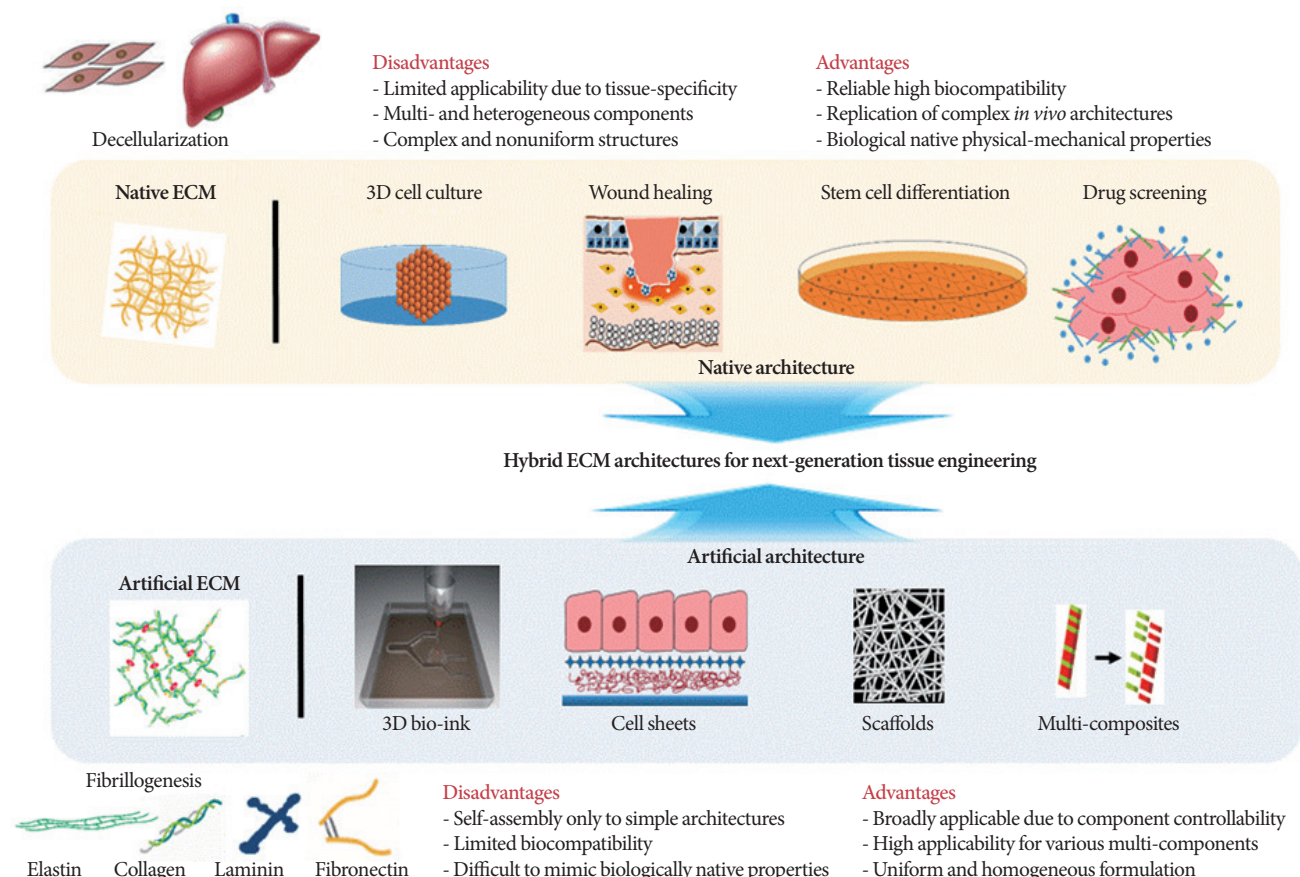 Decellularization
Disadvantages
- Limited applicability due to tissue-specificity
- Multi- and heterogeneous components
- Complex and nonuniform structures
Advantages
- Reliable high biocompatibility
- Replication of complex in vivo architectures
- Biological native physical-mechanical properties
Native ECM
3D cell culture
Wound healing
Stem cell differentiation
Drug screening
Native architecture
Hybrid ECM architectures for next-generation tissue engineering
Artificial architecture
Artificial ECM
3D bio-ink
Cell sheets
Scaffolds
Multi-composites
Fibrillogenesis
Elastin
Collagen
Laminin
Fibronectin
Disadvantages
- Self-assembly only to simple architectures
- Limited biocompatibility
- Difficult to mimic biologically native properties
Advantages
- Broadly applicable due to component controllability
- High applicability for various multi-components
- Uniform and homogeneous formulation